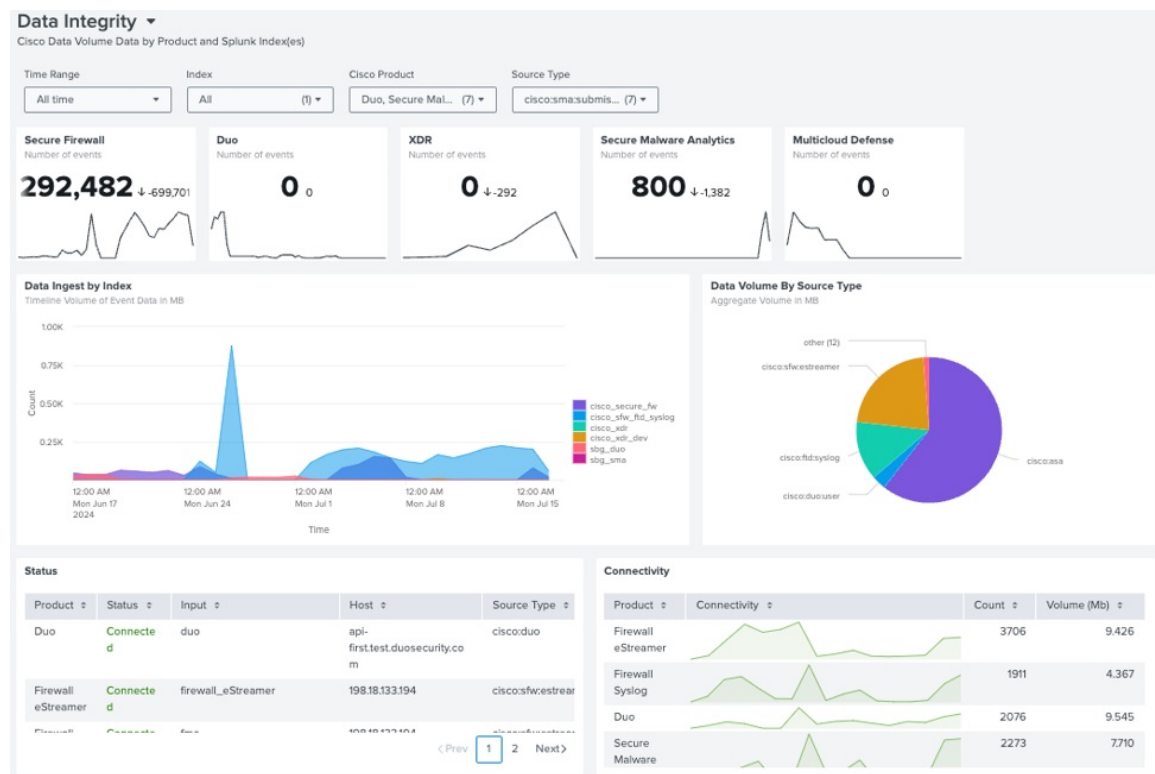 Data Integrity
Cisco Data Volume Data by Product and Splunk Index(es)
Time Range
Index
Cisco Product
Source Type
All time
All (1)
Duo, Secure Mal... (7)
cisco:sma:submis... (7)
Secure Firewall
Number of events
292,482 ↓ -699,701
Duo
Number of events
0 0
XDR
Number of events
0 ↓ -292
Secure Malware Analytics
Number of events
800 ↓ -1,382
Multicloud Defense
Number of events
0 0
Data Ingest by Index
Timeline Volume of Event Data in MB
1.00K
0.75K
0.50K
0.25K
Count
12:00 AM
Mon Jun 17
2024
12:00 AM
Mon Jun 24
12:00 AM
Mon Jul 1
12:00 AM
Mon Jul 8
12:00 AM
Mon Jul 15
Time
cisco_secure_fw
cisco_sfw_ftd_syslog
cisco_xdr
cisco_xdr_dev
sbg_duo
sbg_sma
Data Volume By Source Type
Aggregate Volume in MB
other (12)
cisco:sfw:estreamer
cisco:ftd:syslog
cisco:duo:user
cisco:asa
Status
Product Status Input Host Source Type
Duo Connecte duo api- cisco:duo
d first.test.duosecurity.co
m
Firewall Connecte firewall_eStreamer 198.18.133.194 cisco:sfw:estrear
eStreamer d
< Prev 1 2 Next >
Connectivity
Product Connectivity Count Volume (Mb)
Firewall 3706 9.426
eStreamer
Firewall 1911 4.367
Syslog
Duo 2076 9.545
Secure 2273 7.710
Malware